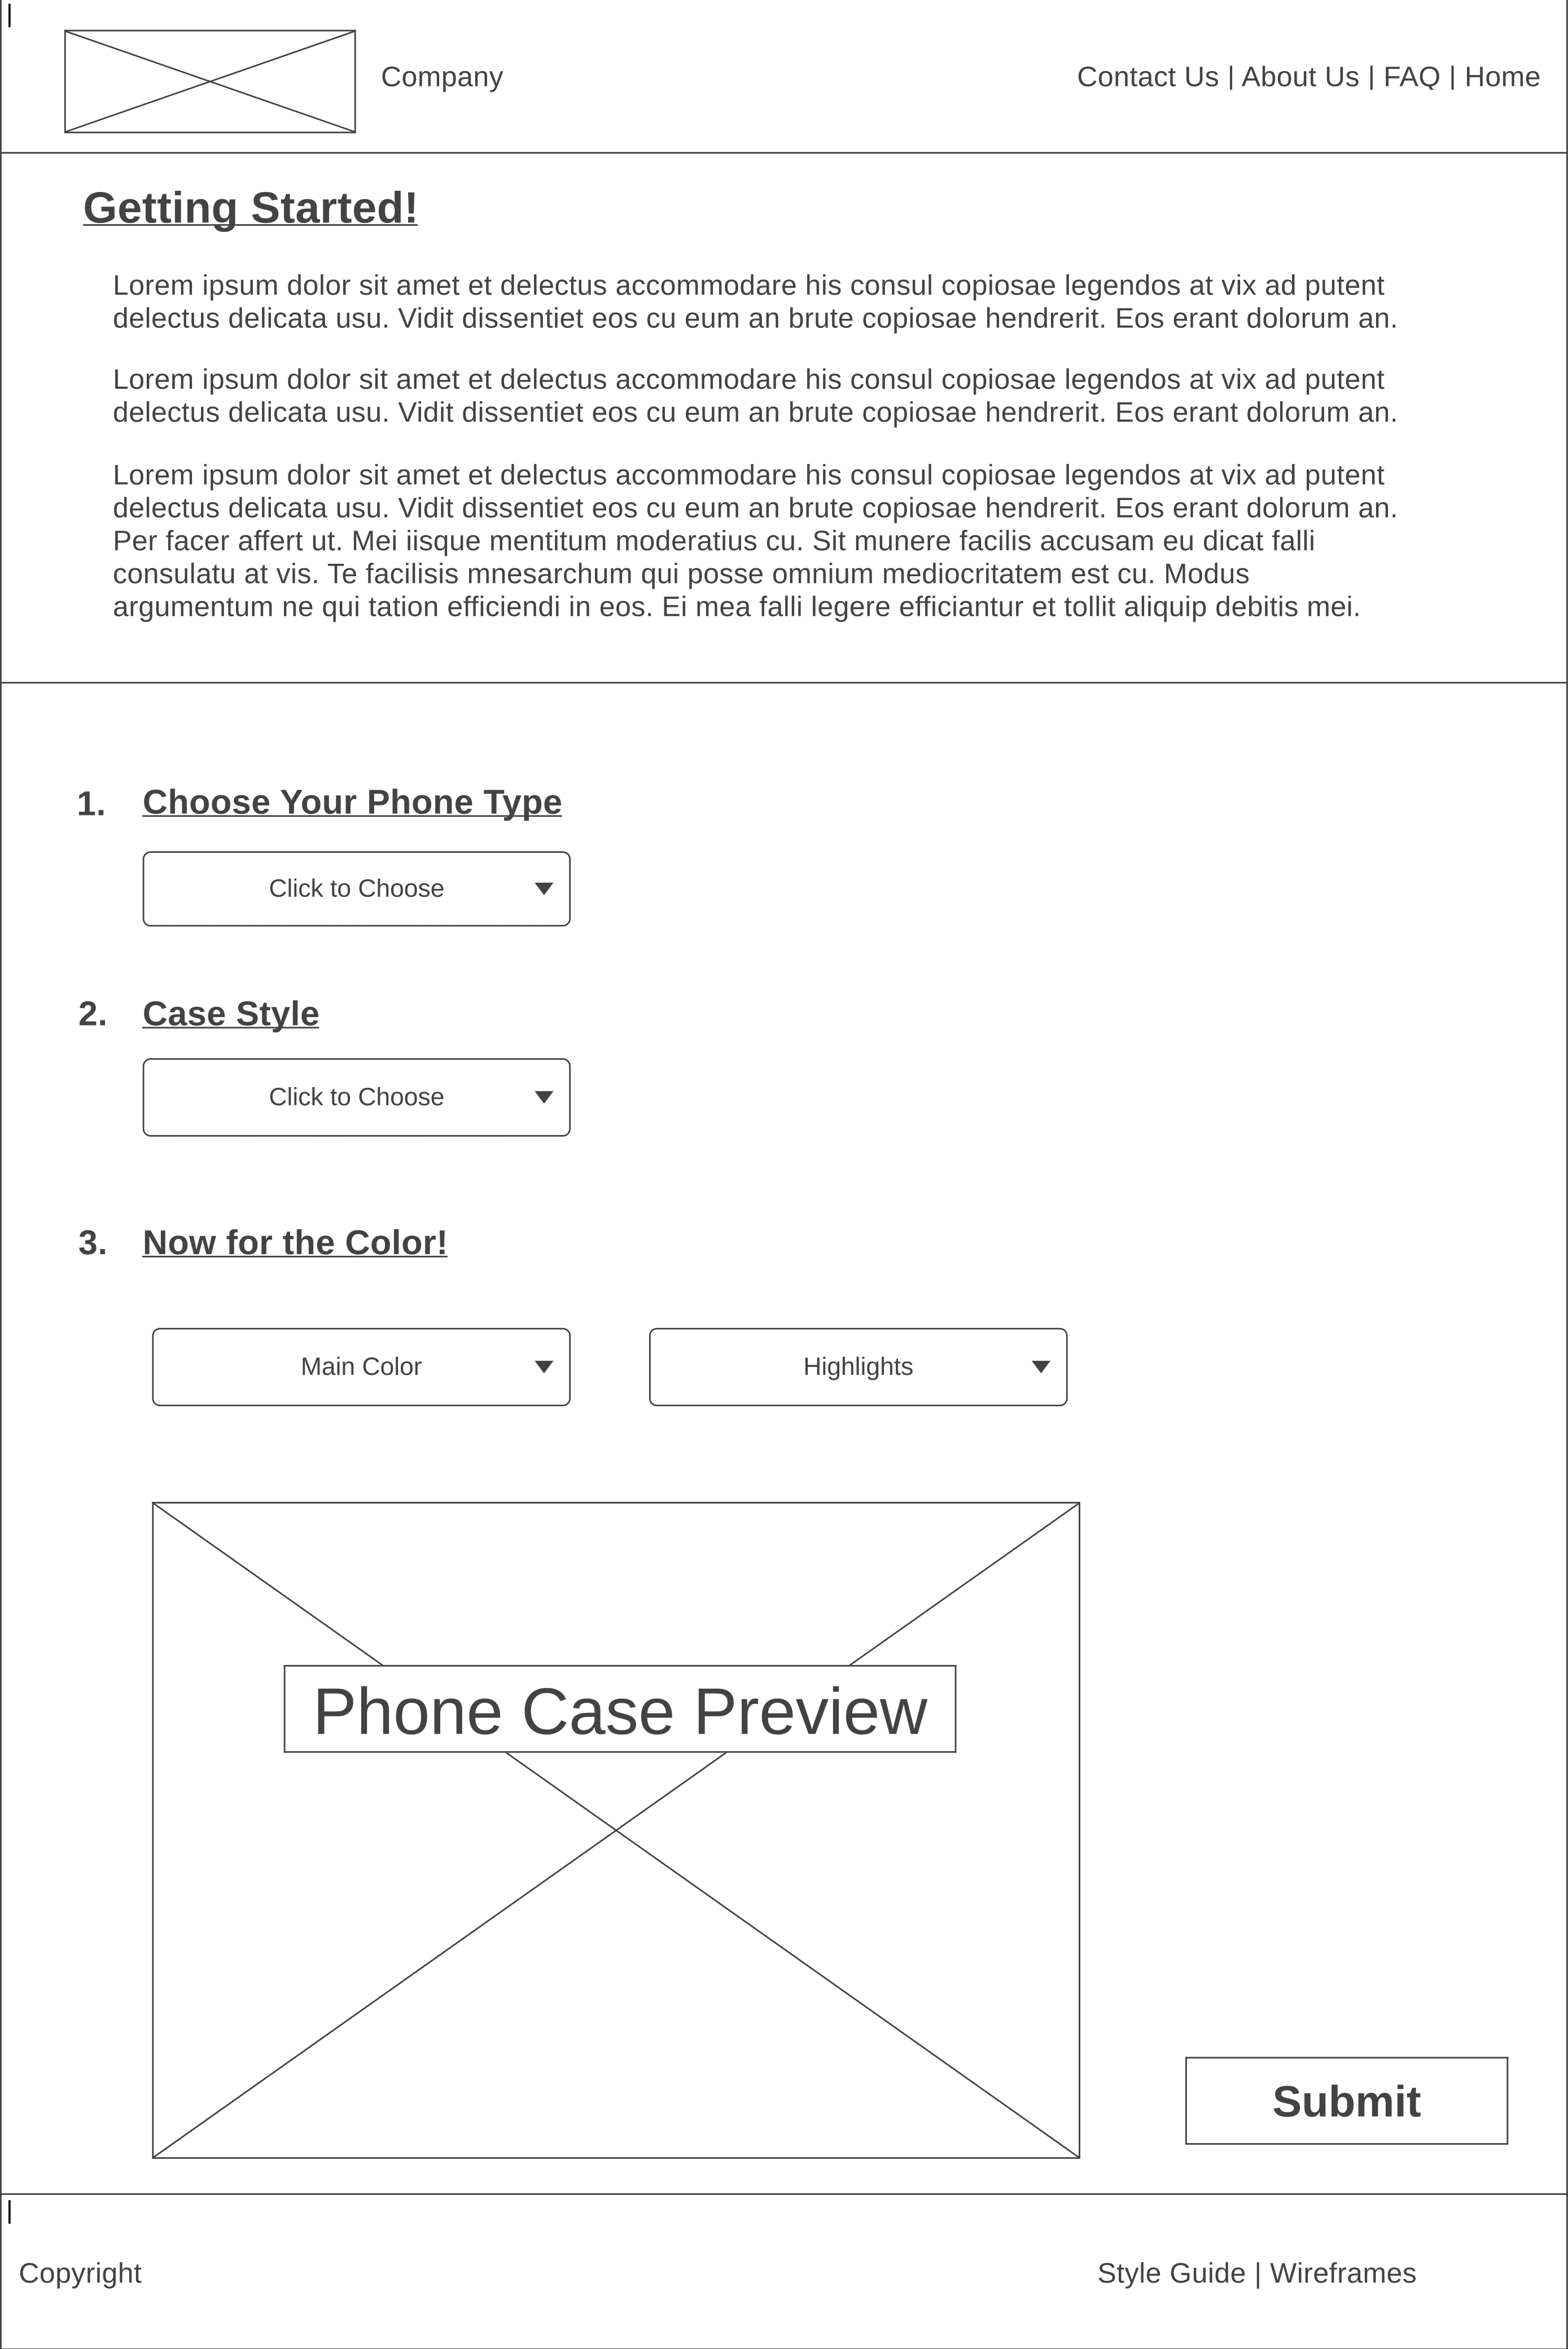 Company
Contact Us | About Us | FAQ | Home
Getting Started!
Lorem ipsum dolor sit amet et delectus accommodare his consul copiosae legendos at vix ad putent
delectus delicata usu. Vidit dissentiet eos cu eum an brute copiosae hendrerit. Eos erant dolorum an.
Lorem ipsum dolor sit amet et delectus accommodare his consul copiosae legendos at vix ad putent
delectus delicata usu. Vidit dissentiet eos cu eum an brute copiosae hendrerit. Eos erant dolorum an.
Lorem ipsum dolor sit amet et delectus accommodare his consul copiosae legendos at vix ad putent
delectus delicata usu. Vidit dissentiet eos cu eum an brute copiosae hendrerit. Eos erant dolorum an.
Per facer affert ut. Mei iisque mentitum moderatius cu. Sit munere facilis accusam eu dicat falli
consulatu at vis. Te facilisis mnesarchum qui posse omnium mediocritatem est cu. Modus
argumentum ne qui tation efficiendi in eos. Ei mea falli legere efficiantur et tollit aliquip debitis mei.
1. Choose Your Phone Type
Click to Choose
2. Case Style
Click to Choose
3. Now for the Color!
Main Color
Highlights
Phone Case Preview
Submit
Copyright
Style Guide | Wireframes